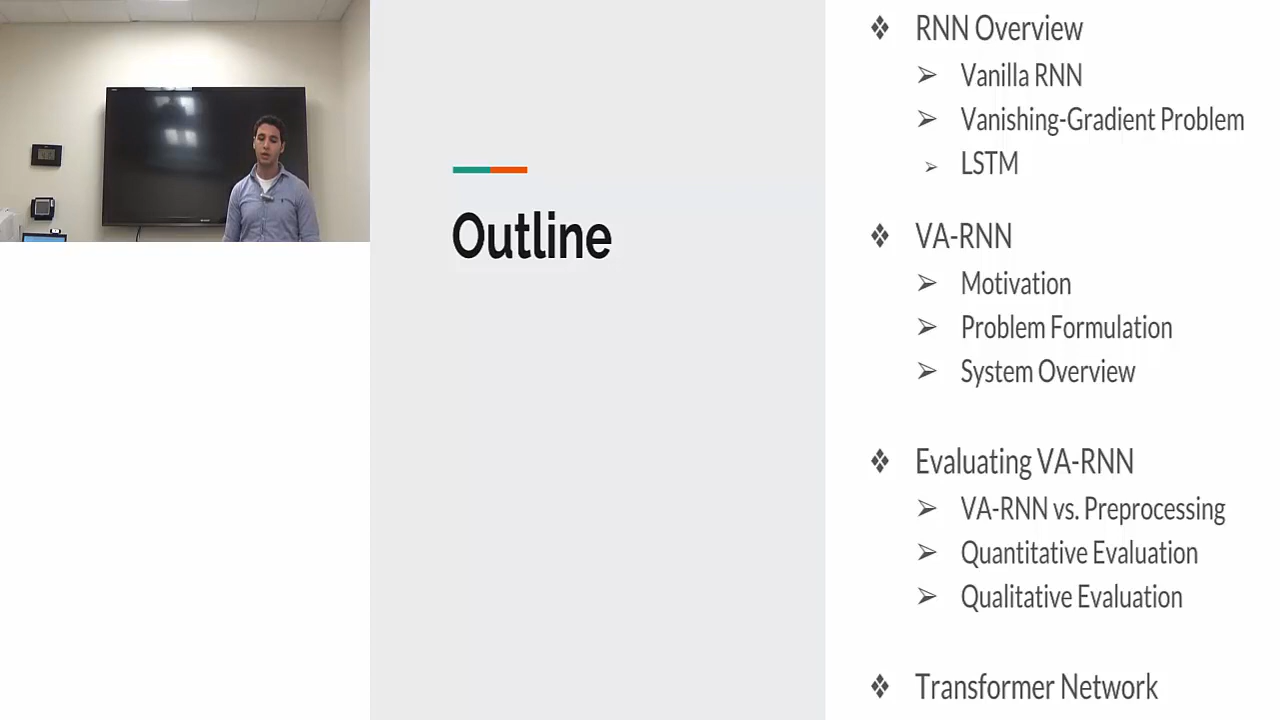 Outline
RNN Overview
Vanilla RNN
Vanishing-Gradient Problem
LSTM
VA-RNN
Motivation
Problem Formulation
System Overview
Evaluating VA-RNN
VA-RNN vs. Preprocessing
Quantitative Evaluation
Qualitative Evaluation
Transformer Network